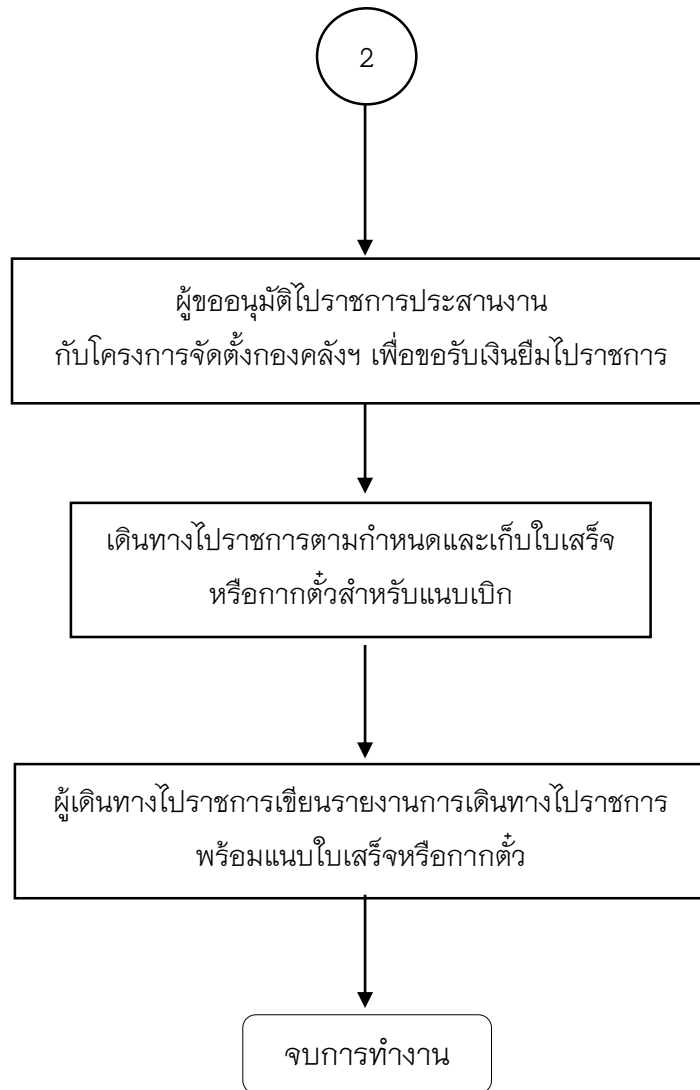 2
ผู้ขออนุมัติไปราชการประสานงาน
กับโครงการจัดตั้งกองคลังฯ เพื่อขอรับเงินยืมไปราชการ
เดินทางไปราชการตามกำหนดและเก็บใบเสร็จ
หรือกากตั๋วสำหรับแนบเบิก
ผู้เดินทางไปราชการเขียนรายงานการเดินทางไปราชการ
พร้อมแนบใบเสร็จหรือกากตั๋ว
จบการทำงาน